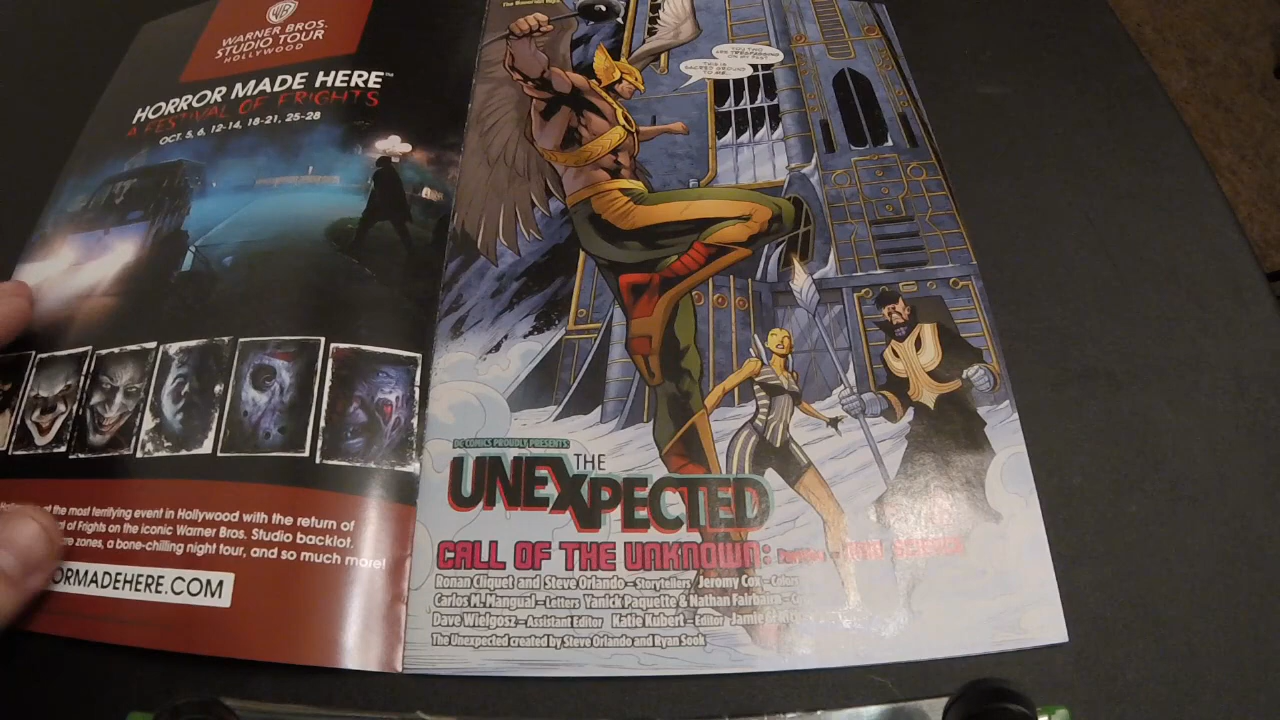 WB
WARNER BROS.
STUDIO TOUR
HOLLYWOOD
HORROR MADE HERE™
A FESTIVAL OF FRIGHTS
OCT. 5, 6, 12-14, 18-21, 25-28
at the most terrifying event in Hollywood with the return of
of Frights on the iconic Warner Bros. Studio backlot.
zones, a bone-chilling night tour, and so much more!
ORMADEHERE.COM
YOU TWO
ARE TRESPASSING
THIS IS
SACRED GROUND
TO ME...
DC COMICS PROUDLY PRESENTS:
THE
UNEXPECTED
CALL OF THE UNKNOWN:
Ronan Cliquet and Steve Orlando – Storytellers Jeromy Cox – Colors
Carlos M. Mangual – Letters Yanick Paquette & Nathan Fairbairn –
Dave Wielgosz – Assistant Editor Katie Kubert – Editor Jamie
The Unexpected created by Steve Orlando and Ryan Sook